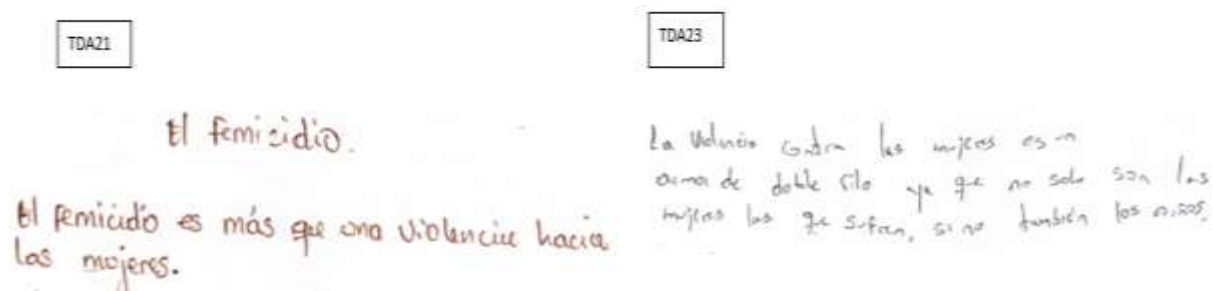 TDA21
El femicidio.
El femicidio es más que una violencia hacia
las mujeres.
TDA23
La violencia contra las mujeres es un
arma de doble filo ya que no solo son las
mujeres las que sufren, si no también los niños.